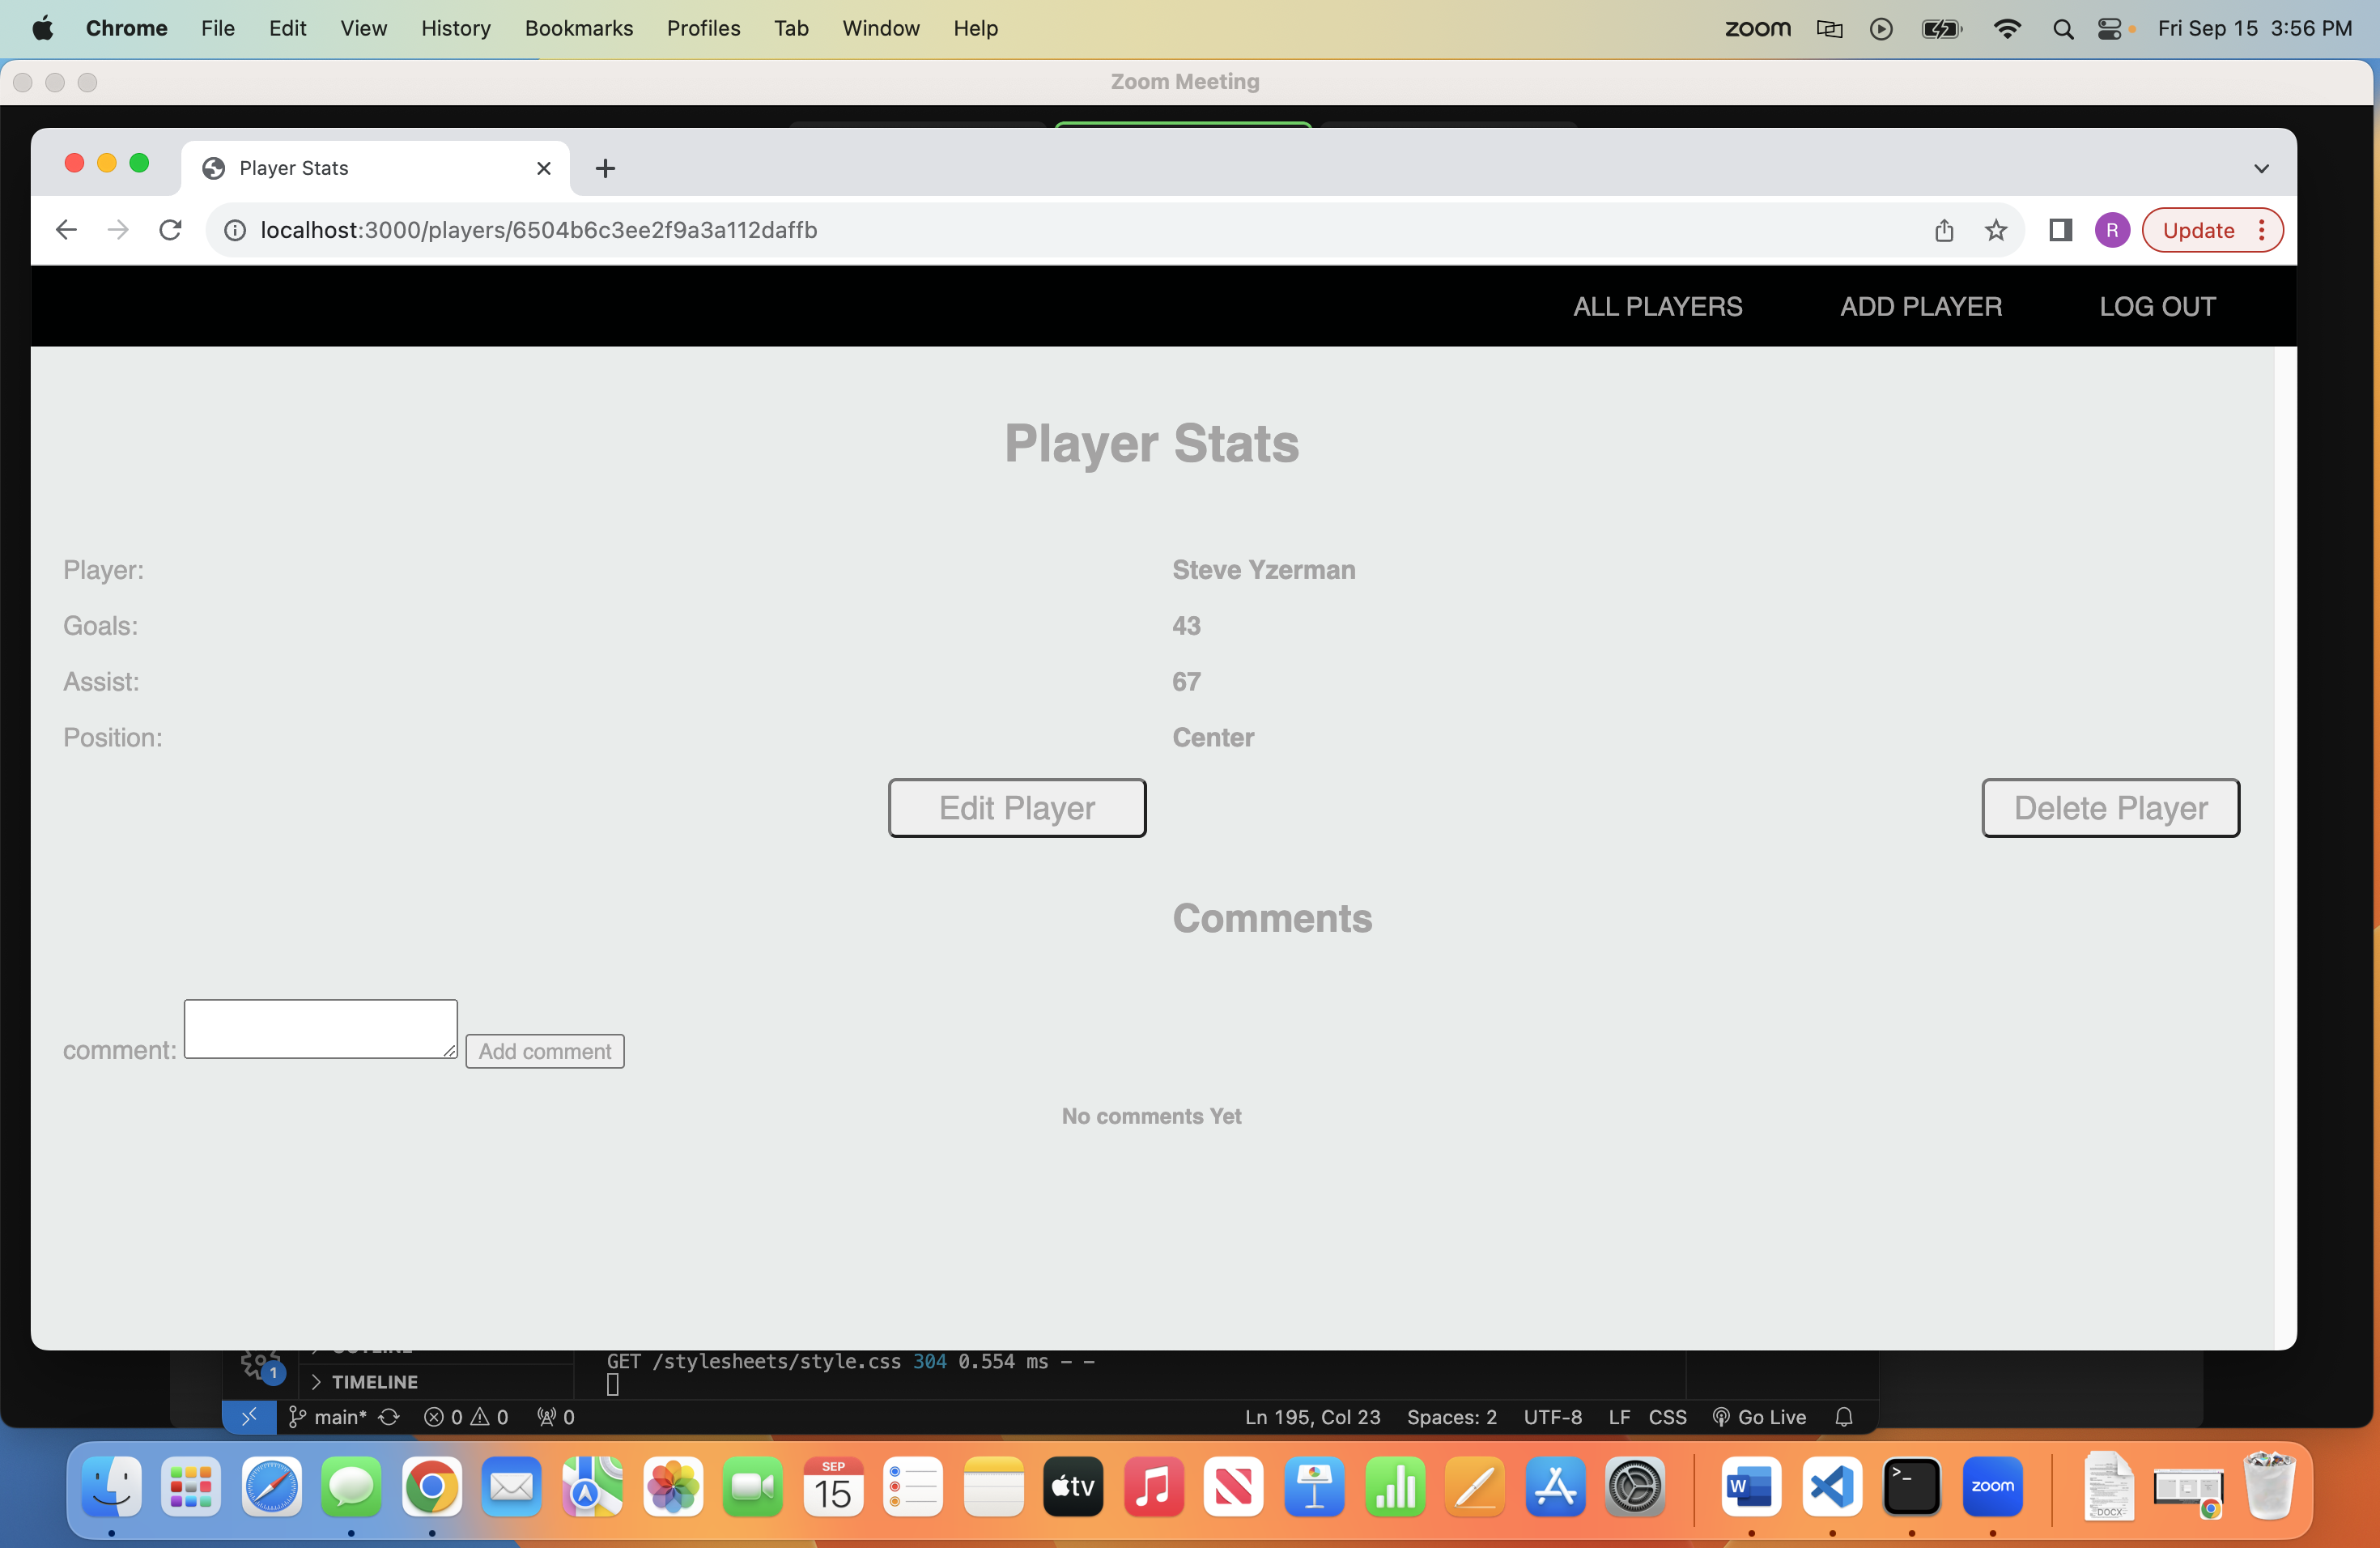 Chrome File Edit View History Bookmarks Profiles Tab Window Help zoom Fri Sep 15 3:56 PM
Zoom Meeting
Player Stats
localhost:3000/players/6504b6c3ee2f9a3a112daffb R Update
ALL PLAYERS ADD PLAYER LOG OUT
Player Stats
Player: Steve Yzerman
Goals: 43
Assist: 67
Position: Center
Edit Player Delete Player
Comments
comment: Add comment
No comments Yet
OUTLINE
GET /stylesheets/style.css 304 0.554 ms - -
1 TIMELINE
main* 0 0 0 Ln 195, Col 23 Spaces: 2 UTF-8 LF CSS Go Live
SEP
15 tv W >_ zoom
DOCX